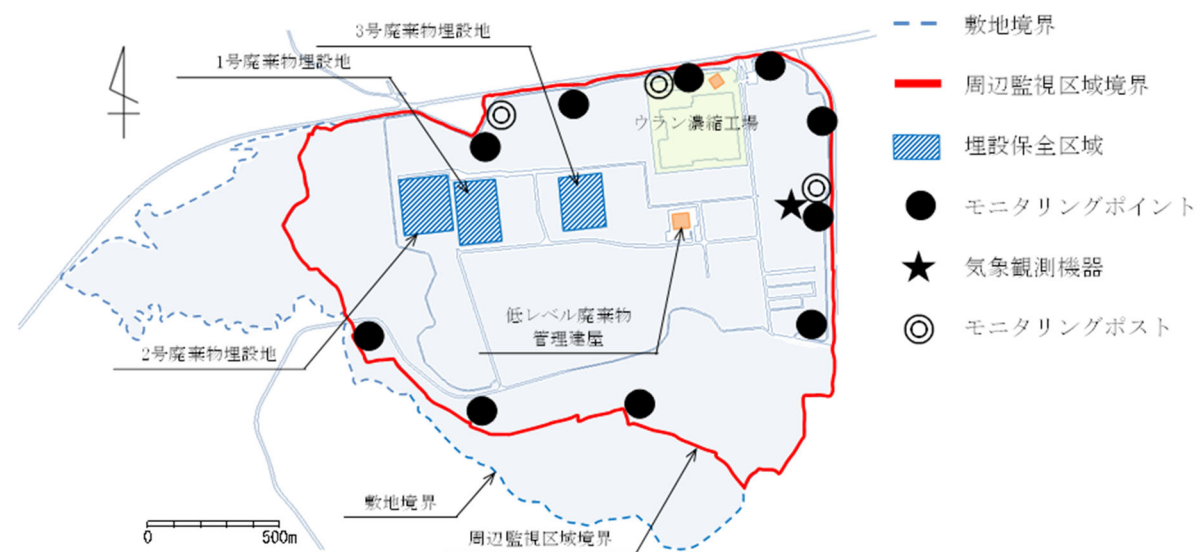 3号廃棄物埋設地
1号廃棄物埋設地
ウラン濃縮工場
低レベル廃棄物
管理建屋
2号廃棄物埋設地
敷地境界
周辺監視区域境界
0
500m
敷地境界
周辺監視区域境界
埋設保全区域
モニタリングポイント
気象観測機器
モニタリングポスト